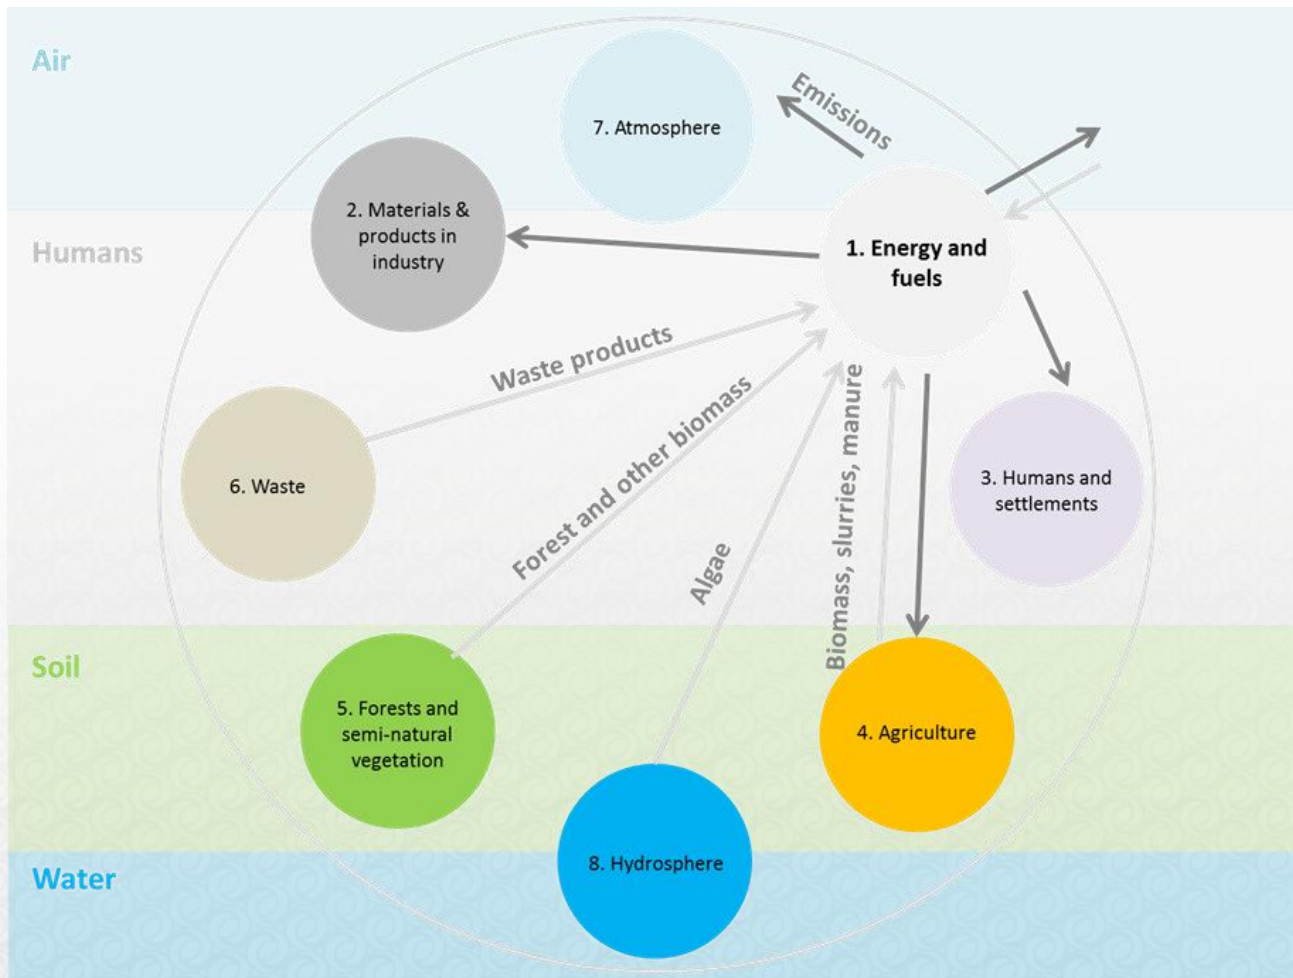 Air
7. Atmosphere
Emissions
2. Materials &
products in
industry
Humans
1. Energy and
fuels
Waste products
Forest and other biomass
Algae
Biomass, slurries, manure
6. Waste
3. Humans and
settlements
Soil
5. Forests and
semi-natural
vegetation
4. Agriculture
8. Hydrosphere
Water